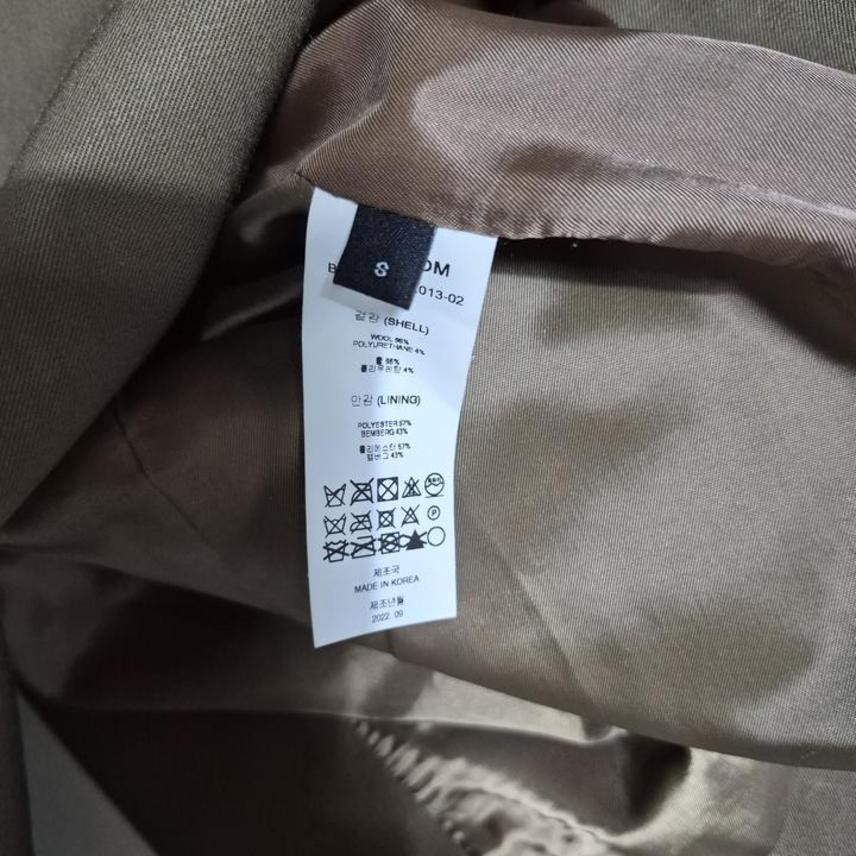 S
DM
013-02
겉감 (SHELL)
WOOL 96%
POLYURETHANE 4%
울 96%
폴리우레탄 4%
안감 (LINING)
POLYESTER 57%
BEMBERG 43%
폴리에스터 57%
뱀버그 43%
P
제조국
MADE IN KOREA
제조년월
2022. 09